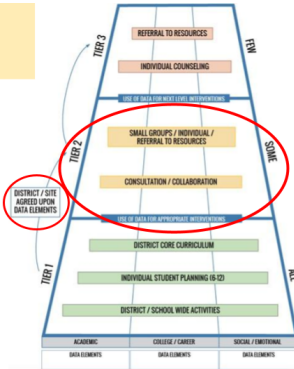 REFERRAL TO RESOURCES
TIER 3
FEW
INDIVIDUAL COUNSELING
USE OF DATA FOR NEXT LEVEL INTERVENTIONS
SMALL GROUPS / INDIVIDUAL /
REFERRAL TO RESOURCES
TIER 2
SOME
CONSULTATION / COLLABORATION
DISTRICT / SITE
AGREED UPON
DATA ELEMENTS
USE OF DATA FOR APPROPRIATE INTERVENTIONS
DISTRICT CORE CURRICULUM
TIER 1
INDIVIDUAL STUDENT PLANNING (6-12)
ALL
DISTRICT / SCHOOL WIDE ACTIVITIES
ACADEMIC
COLLEGE / CAREER
SOCIAL / EMOTIONAL
DATA ELEMENTS
DATA ELEMENTS
DATA ELEMENTS